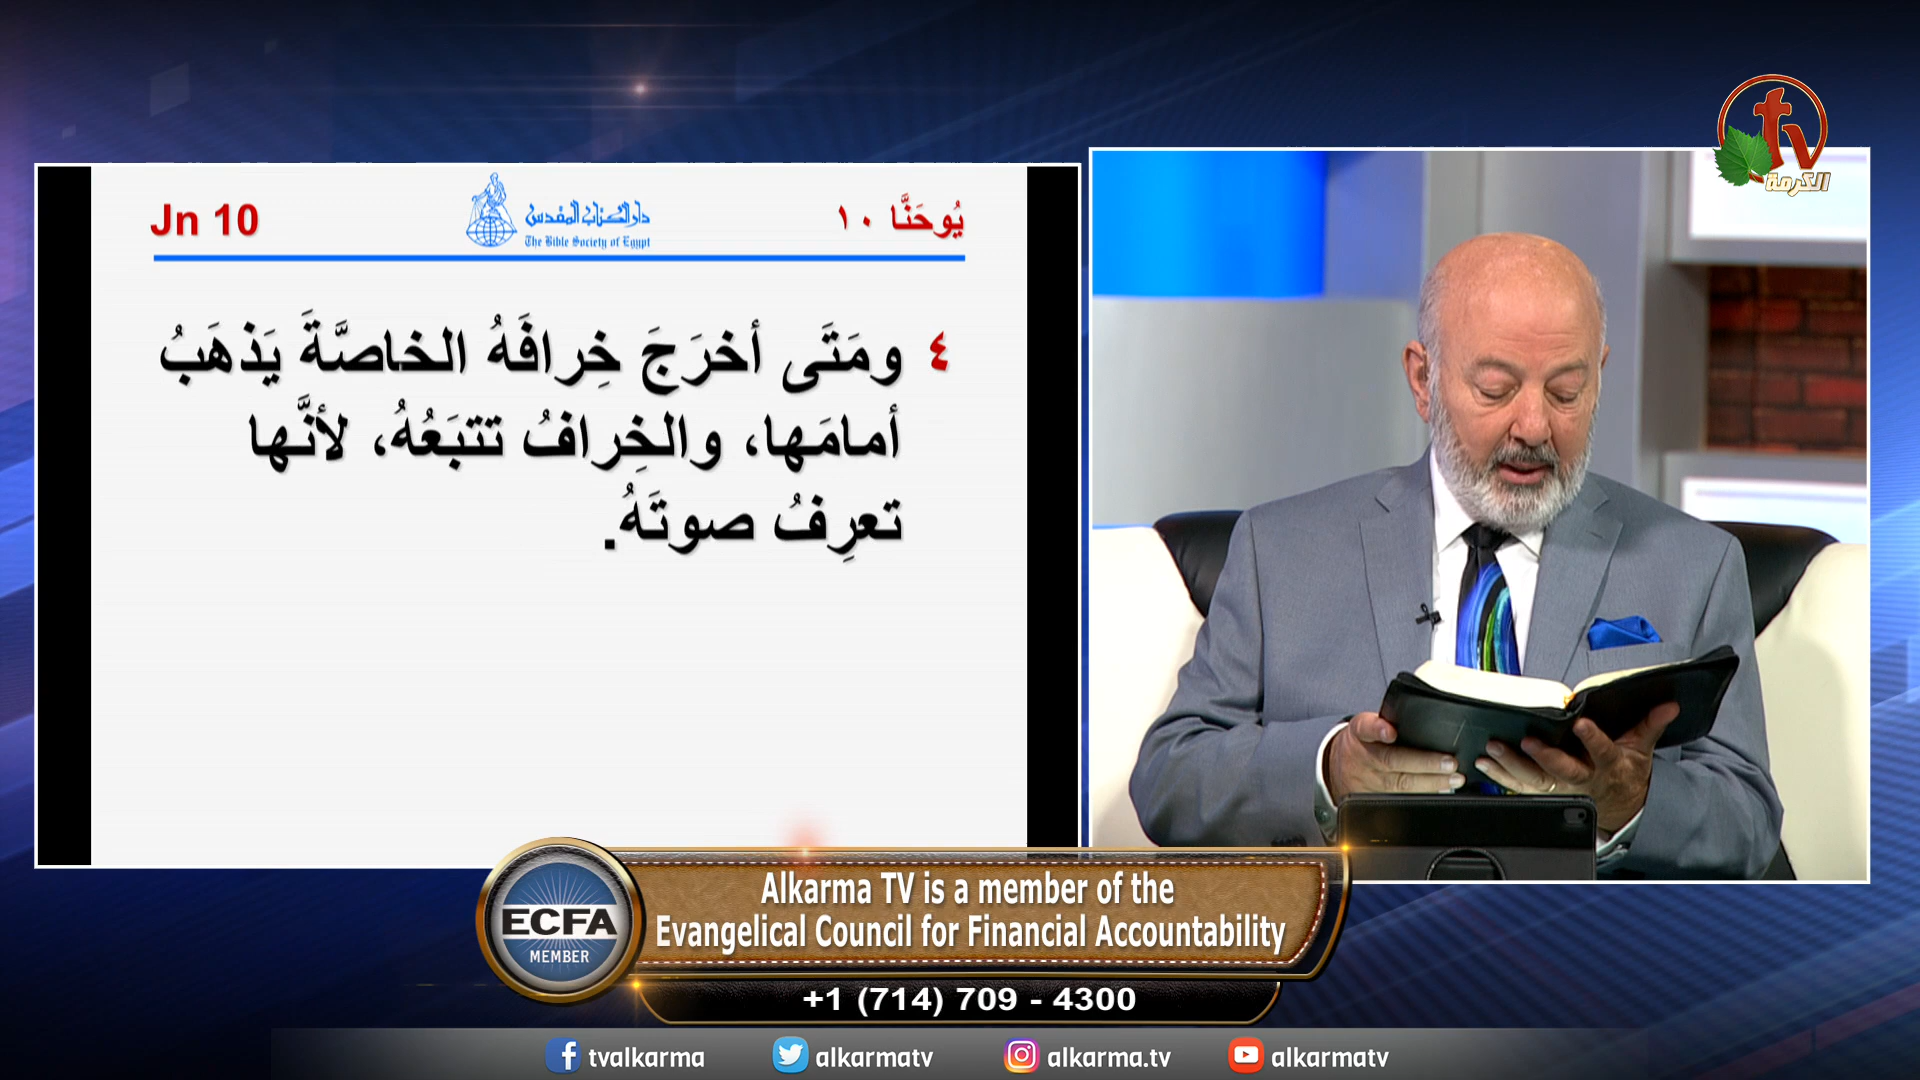 tv
الكرمة
Jn 10
دار الكتاب المقدس
The Bible Society of Egypt
يُوحَنَّا ١٠
٤ ومَتَى أخرَجَ خِرافَهُ الخاصَّةَ يَذهَبُ
أمامَها، والخِرافُ تتبَعُهُ، لأنَّها
تعرِفُ صوتَهُ.
ECFA
MEMBER
Alkarma TV is a member of the
Evangelical Council for Financial Accountability
+1 (714) 709 - 4300
tvalkarma
alkarmatv
alkarma.tv
alkarmatv